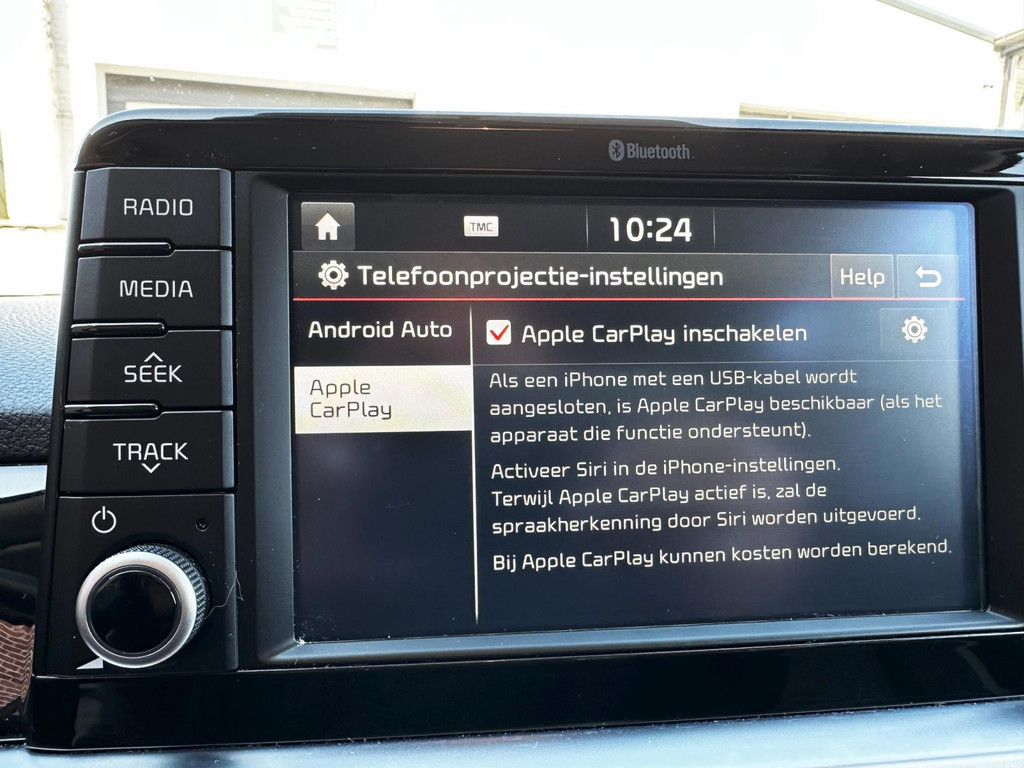 Bluetooth
RADIO
MEDIA
SEEK
TRACK
TMC
10:24
Telefoonprojectie-instellingen
Help
Android Auto
Apple
CarPlay
Apple CarPlay inschakelen
Als een iPhone met een USB-kabel wordt
aangesloten, is Apple CarPlay beschikbaar (als het
apparaat die functie ondersteunt).
Activeer Siri in de iPhone-instellingen.
Terwijl Apple CarPlay actief is, zal de
spraakherkenning door Siri worden uitgevoerd.
Bij Apple CarPlay kunnen kosten worden berekend.